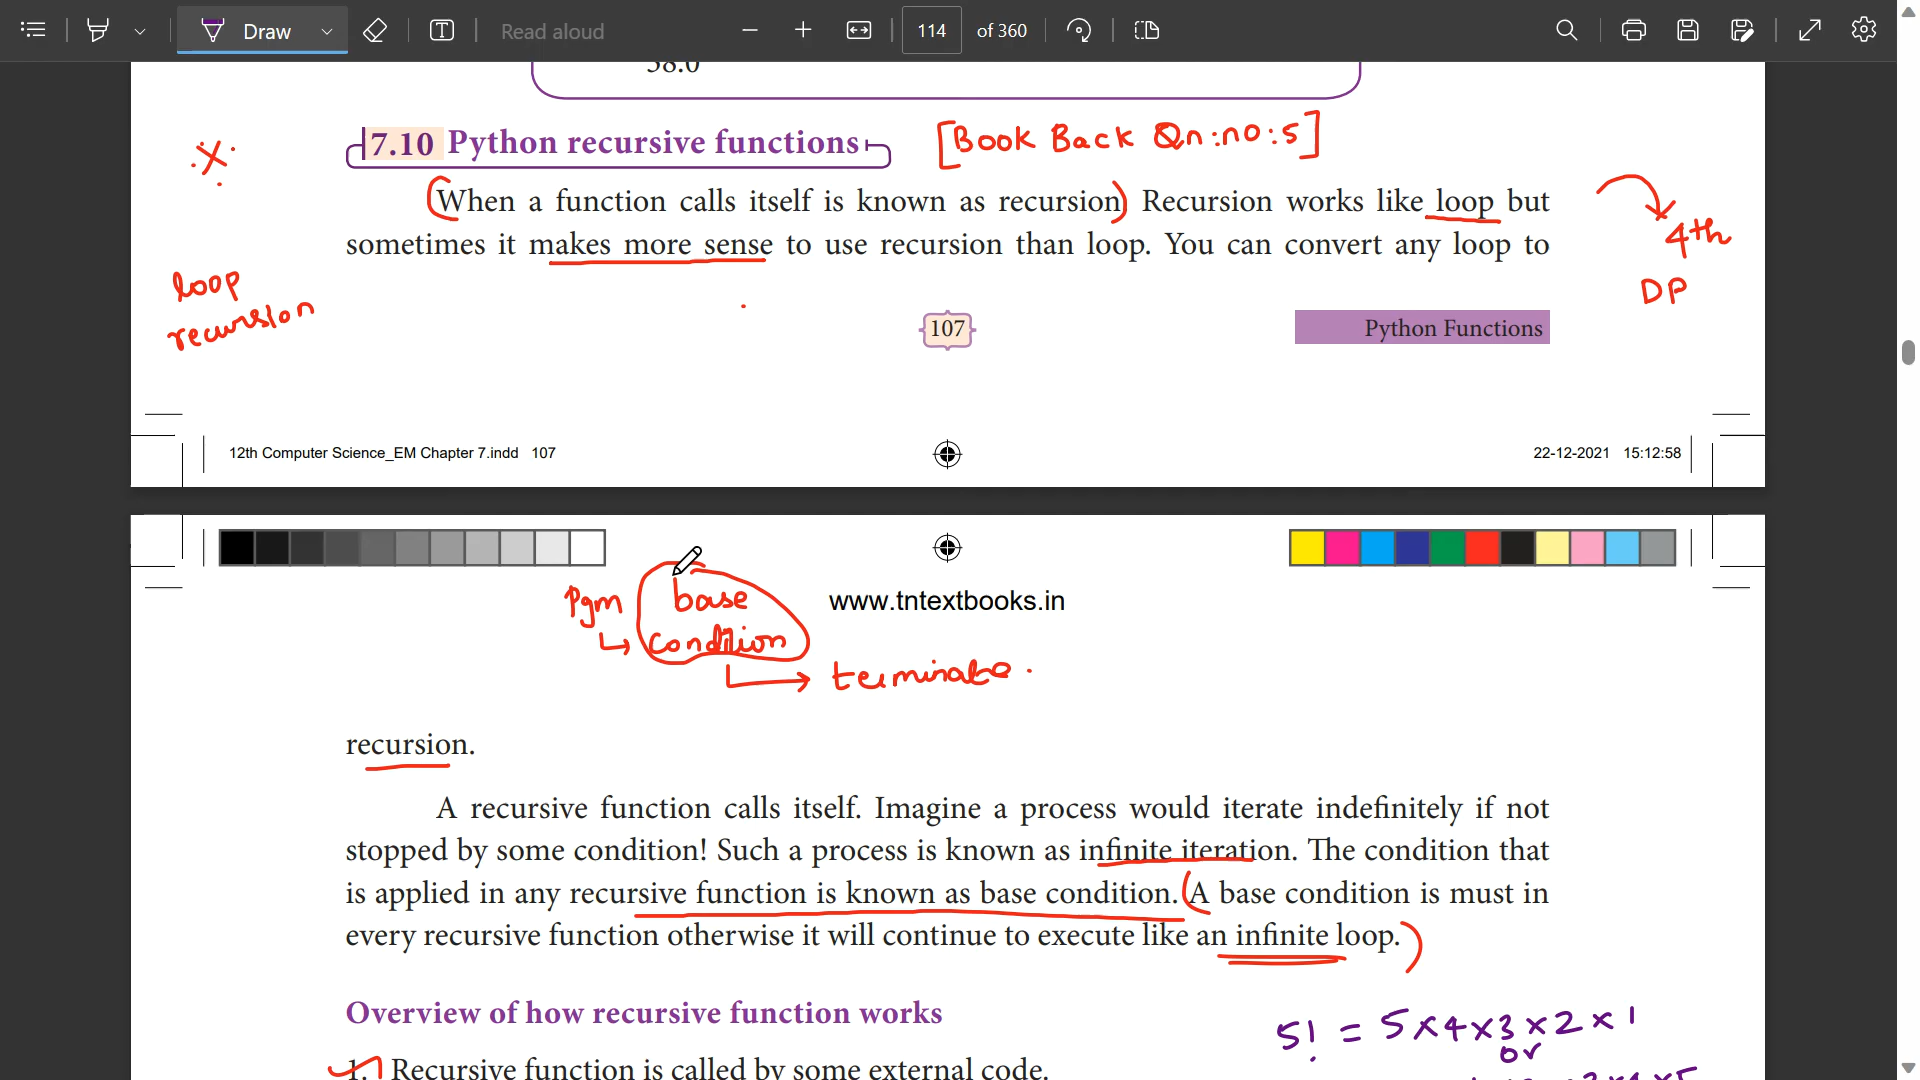 Draw
Read aloud
114 of 360
58.0
7.10 Python recursive functions [Book Back Qn:no:5]
When a function calls itself is known as recursion. Recursion works like loop but
sometimes it makes more sense to use recursion than loop. You can convert any loop to
4th
DP
loop
recursion
107
Python Functions
12th Computer Science_EM Chapter 7.indd 107
22-12-2021 15:12:58
Pgm base
condition
www.tntextbooks.in
terminate.
recursion.
A recursive function calls itself. Imagine a process would iterate indefinitely if not
stopped by some condition! Such a process is known as infinite iteration. The condition that
is applied in any recursive function is known as base condition. A base condition is must in
every recursive function otherwise it will continue to execute like an infinite loop.
Overview of how recursive function works
5! = 5x4x3x2x1
or
1. Recursive function is called by some external code.